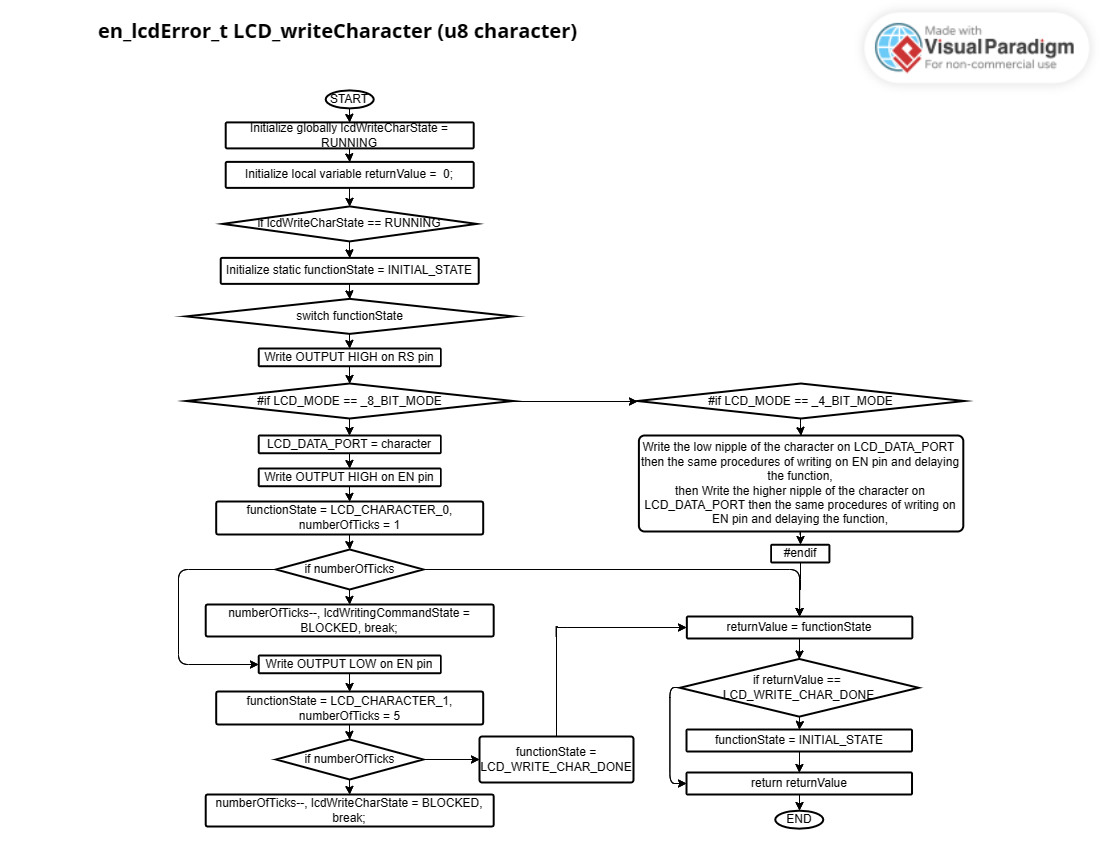 en_lcdError_t LCD_writeCharacter (u8 character)
Made with
Visual Paradigm
For non-commercial use
START
Initialize globally lcdWriteCharState =
RUNNING
Initialize local variable returnValue = 0;
if lcdWriteCharState == RUNNING
Initialize static functionState = INITIAL_STATE
switch functionState
Write OUTPUT HIGH on RS pin
#if LCD_MODE == _8_BIT_MODE
#if LCD_MODE == _4_BIT_MODE
LCD_DATA_PORT = character
Write OUTPUT HIGH on EN pin
functionState = LCD_CHARACTER_0,
numberOfTicks = 1
Write the low nipple of the character on LCD_DATA_PORT
then the same procedures of writing on EN pin and delaying
the function,
then Write the higher nipple of the character on
LCD_DATA_PORT then the same procedures of writing on
EN pin and delaying the function,
#endif
if numberOfTicks
numberOfTicks--, lcdWritingCommandState =
BLOCKED, break;
returnValue = functionState
Write OUTPUT LOW on EN pin
functionState = LCD_CHARACTER_1,
numberOfTicks = 5
if returnValue ==
LCD_WRITE_CHAR_DONE
if numberOfTicks
functionState =
LCD_WRITE_CHAR_DONE
functionState = INITIAL_STATE
return returnValue
numberOfTicks--, lcdWriteCharState = BLOCKED,
break;
END